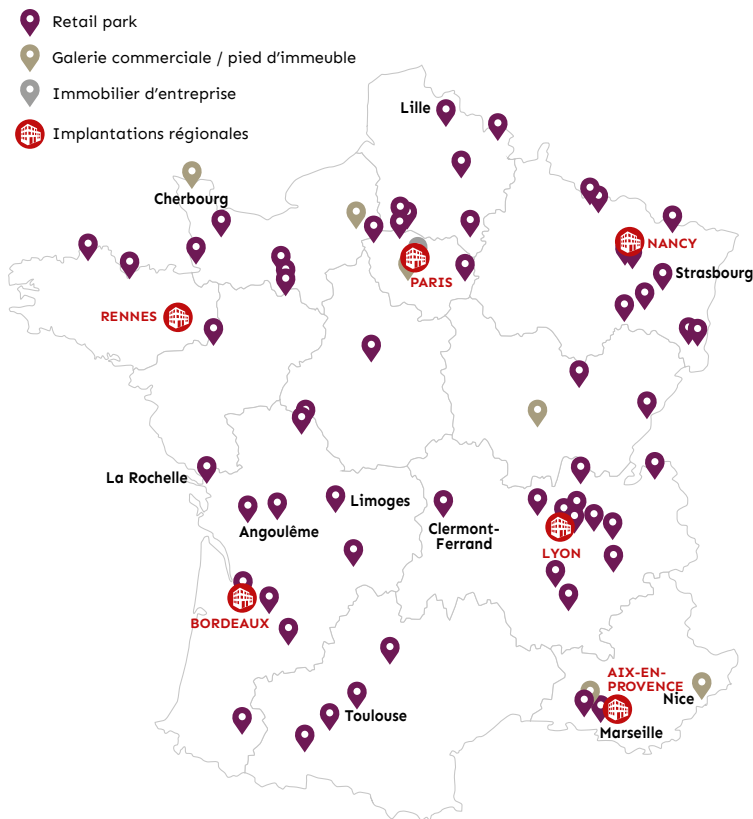 Retail park
Galerie commerciale / pied d’immeuble
Immobilier d’entreprise
Implantations régionales
Lille
Cherbourg
NANCY
Strasbourg
PARIS
RENNES
La Rochelle
Limoges
Angoulême
Clermont-
Ferrand
LYON
BORDEAUX
AIX-EN-
PROVENCE
Nice
Toulouse
Marseille